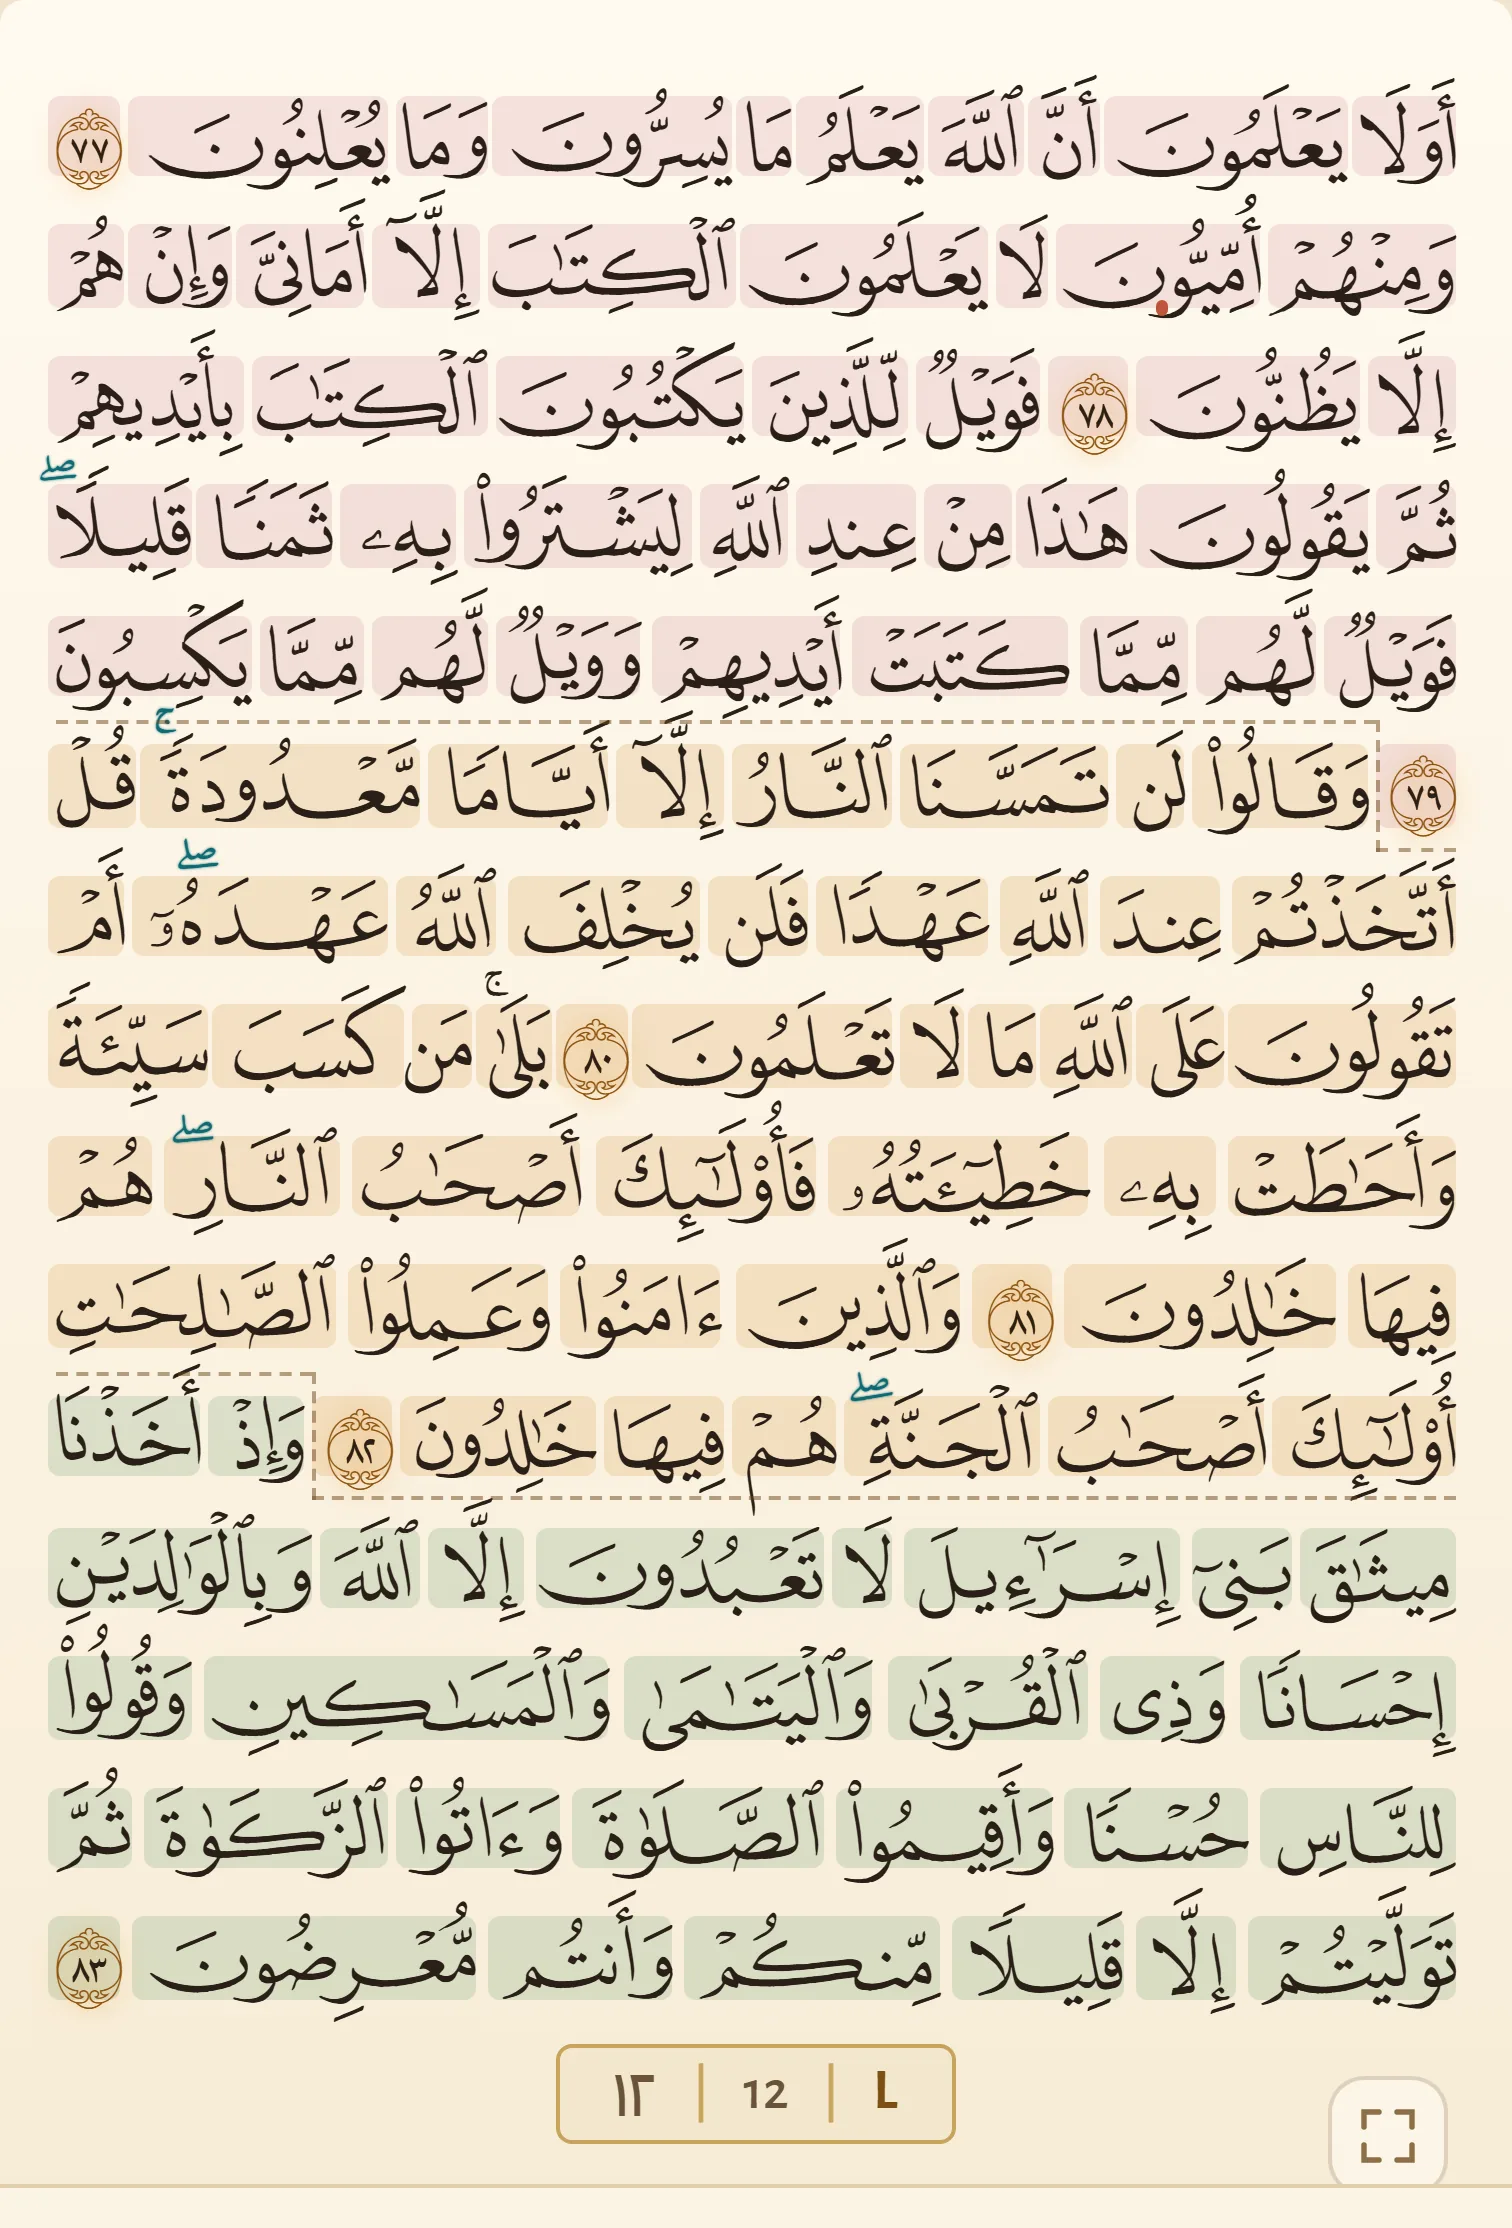 أَوَلَا يَعْلَمُونَ أَنَّ ٱللَّهَ يَعْلَمُ مَا يُسِرُّونَ وَمَا يُعْلِنُونَ ٧٧
وَمِنْهُمْ أُمِّيُّونَ لَا يَعْلَمُونَ ٱلْكِتَٰبَ إِلَّآ أَمَانِىَّ وَإِنْ هُمْ
إِلَّا يَظُنُّونَ ٧٨ فَوَيْلٌ لِّلَّذِينَ يَكْتُبُونَ ٱلْكِتَٰبَ بِأَيْدِيهِمْ
ثُمَّ يَقُولُونَ هَٰذَا مِنْ عِندِ ٱللَّهِ لِيَشْتَرُوا۟ بِهِۦ ثَمَنًا قَلِيلًا ۖ
فَوَيْلٌ لَّهُم مِّمَّا كَتَبَتْ أَيْدِيهِمْ وَوَيْلٌ لَّهُم مِّمَّا يَكْسِبُونَ
٧٩ وَقَالُوا۟ لَن تَمَسَّنَا ٱلنَّارُ إِلَّآ أَيَّامًا مَّعْدُودَةً ۚ قُلْ
أَتَّخَذْتُمْ عِندَ ٱللَّهِ عَهْدًا فَلَن يُخْلِفَ ٱللَّهُ عَهْدَهُۥٓ ۖ أَمْ
تَقُولُونَ عَلَى ٱللَّهِ مَا لَا تَعْلَمُونَ ٨٠ بَلَىٰ ۚ مَن كَسَبَ سَيِّئَةً
وَأَحَٰطَتْ بِهِۦ خَطِيٓـَٔتُهُۥ فَأُو۟لَٰٓئِكَ أَصْحَٰبُ ٱلنَّارِ ۖ هُمْ
فِيهَا خَٰلِدُونَ ٨١ وَٱلَّذِينَ ءَامَنُوا۟ وَعَمِلُوا۟ ٱلصَّٰلِحَٰتِ
أُو۟لَٰٓئِكَ أَصْحَٰبُ ٱلْجَنَّةِ ۖ هُمْ فِيهَا خَٰلِدُونَ ٨٢ وَإِذْ أَخَذْنَا
مِيثَٰقَ بَنِىٓ إِسْرَٰٓءِيلَ لَا تَعْبُدُونَ إِلَّا ٱللَّهَ وَبِٱلْوَٰلِدَيْنِ
إِحْسَانًا وَذِى ٱلْقُرْبَىٰ وَٱلْيَتَٰمَىٰ وَٱلْمَسَٰكِينِ وَقُولُوا۟
لِلنَّاسِ حُسْنًا وَأَقِيمُوا۟ ٱلصَّلَوٰةَ وَءَاتُوا۟ ٱلزَّكَوٰةَ ثُمَّ
تَوَلَّيْتُمْ إِلَّا قَلِيلًا مِّنكُمْ وَأَنتُم مُّعْرِضُونَ ٨٣
١٢ | 12 | L